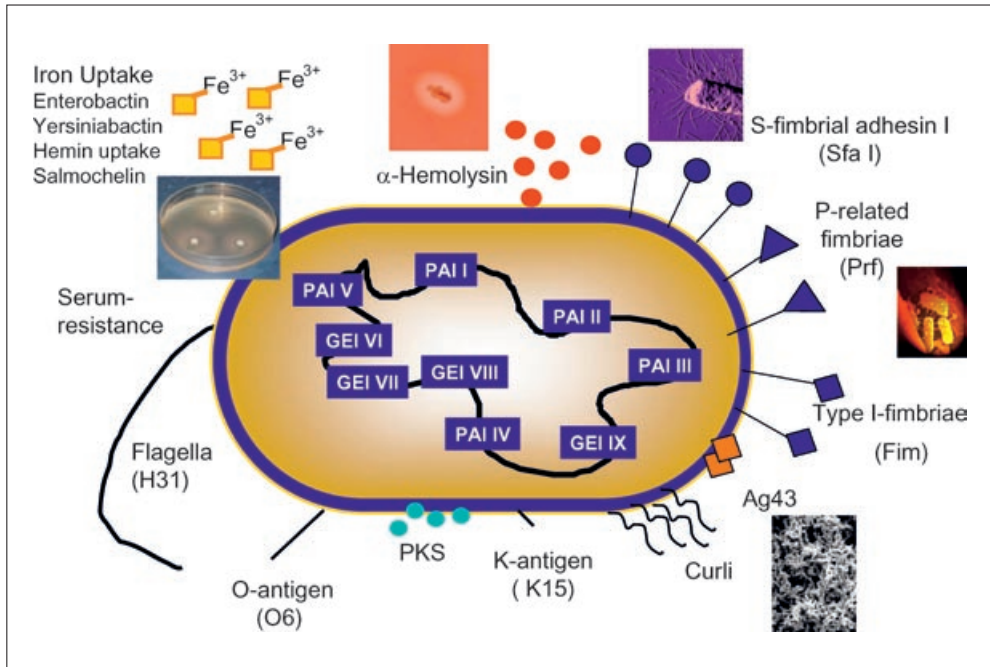 Iron Uptake
Enterobactin
Yersiniabactin
Hemin uptake
Salmochelin
Fe3+
Fe3+
Fe3+
Fe3+
α-Hemolysin
S-fimbrial adhesin I
(Sfa I)
P-related
fimbriae
(Prf)
Serum-
resistance
PAI V
PAI I
PAI II
GEI VI
PAI III
GEI VII
GEI VIII
PAI IV
GEI IX
Type I-fimbriae
(Fim)
Flagella
(H31)
Ag43
PKS
K-antigen
( K15)
Curli
O-antigen
(O6)